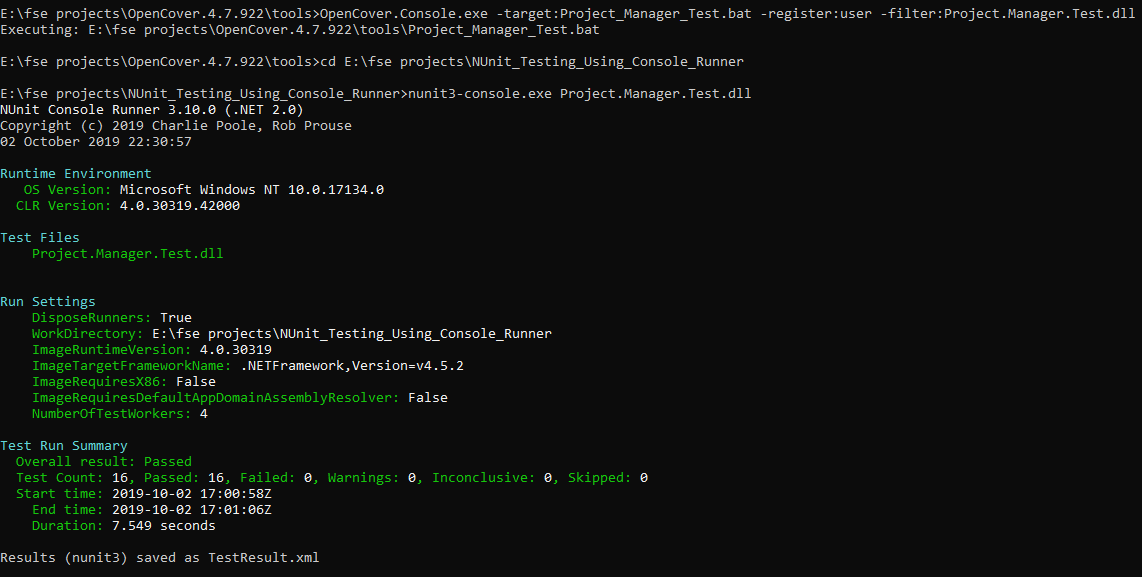 E:\fse projects\OpenCover.4.7.922\tools>OpenCover.Console.exe -target:Project_Manager_Test.bat -register:user -filter:Project.Manager.Test.dll
Executing: E:\fse projects\OpenCover.4.7.922\tools\Project_Manager_Test.bat
E:\fse projects\OpenCover.4.7.922\tools>cd E:\fse projects\NUnit_Testing_Using_Console_Runner
E:\fse projects\NUnit_Testing_Using_Console_Runner>nunit3-console.exe Project.Manager.Test.dll
NUnit Console Runner 3.10.0 (.NET 2.0)
Copyright (c) 2019 Charlie Poole, Rob Prouse
02 October 2019 22:30:57
Runtime Environment
OS Version: Microsoft Windows NT 10.0.17134.0
CLR Version: 4.0.30319.42000
Test Files
Project.Manager.Test.dll
Run Settings
DisposeRunners: True
WorkDirectory: E:\fse projects\NUnit_Testing_Using_Console_Runner
ImageRuntimeVersion: 4.0.30319
ImageTargetFrameworkName: .NETFramework,Version=v4.5.2
ImageRequiresX86: False
ImageRequiresDefaultAppDomainAssemblyResolver: False
NumberOfTestWorkers: 4
Test Run Summary
Overall result: Passed
Test Count: 16, Passed: 16, Failed: 0, Warnings: 0, Inconclusive: 0, Skipped: 0
Start time: 2019-10-02 17:00:58Z
End time: 2019-10-02 17:01:06Z
Duration: 7.549 seconds
Results (nunit3) saved as TestResult.xml